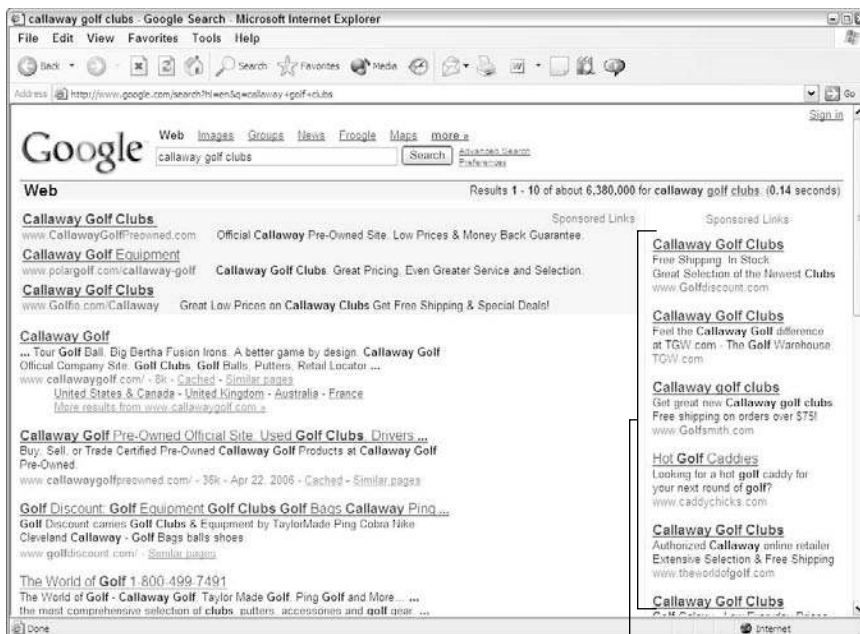 callaway golf clubs - Google Search - Microsoft Internet Explorer
File Edit View Favorites Tools Help
Back Search Favorites Media
Address http://www.google.com/search?hl=en&q=callaway+golf+clubs Go
Sign in
Google
Web Images Groups News Froogle Maps more »
callaway golf clubs Search Advanced Search
Preferences
Web Results 1 - 10 of about 6,380,000 for callaway golf clubs. (0.14 seconds)
Callaway Golf Clubs Sponsored Links
www.CallawayGolfPreowned.com Official Callaway Pre-Owned Site. Low Prices & Money Back Guarantee.
Callaway Golf Equipment
www.polargolf.com/callaway-golf Callaway Golf Clubs. Great Pricing, Even Greater Service and Selection.
Callaway Golf Clubs
www.Golfio.com/Callaway Great Low Prices on Callaway Clubs Get Free Shipping & Special Deals!
Callaway Golf
... Tour Golf Ball. Big Bertha Fusion Irons. A better game by design. Callaway Golf
Official Company Site. Golf Clubs, Golf Balls, Putters, Retail Locator ...
www.callawaygolf.com/ - 8k - Cached - Similar pages
United States & Canada - United Kingdom - Australia - France
More results from www.callawaygolf.com »
Callaway Golf Pre-Owned Official Site. Used Golf Clubs, Drivers ...
Buy, Sell, or Trade Certified Pre-Owned Callaway Golf Products at Callaway Golf
Pre-Owned.
www.callawaygolfpreowned.com/ - 36k - Apr 22, 2006 - Cached - Similar pages
Golf Discount: Golf Equipment Golf Clubs Golf Bags Callaway Ping ...
Golf Discount carries Golf Clubs & Equipment by TaylorMade Ping Cobra Nike
Cleveland Callaway - Golf Bags balls shoes.
www.golfdiscount.com/ - Similar pages
The World of Golf 1-800-499-7491
The World of Golf - Callaway Golf, Taylor Made Golf, Ping Golf and More... ...
the most comprehensive selection of clubs, putters, accessories and golf gear. ...
Sponsored Links
Callaway Golf Clubs
Free Shipping. In Stock
Great Selection of the Newest Clubs
www.Golfdiscount.com
Callaway Golf Clubs
Feel the Callaway Golf difference
at TGW.com - The Golf Warehouse.
TGW.com
Callaway golf clubs
Get great new Callaway golf clubs.
Free shipping on orders over $75!
www.Golfsmith.com
Hot Golf Caddies
Looking for a hot golf caddy for
your next round of golf?
www.caddychicks.com
Callaway Golf Clubs
Authorized Callaway online retailer
Extensive Selection & Free Shipping
www.theworldofgolf.com
Callaway Golf Clubs
Done Internet